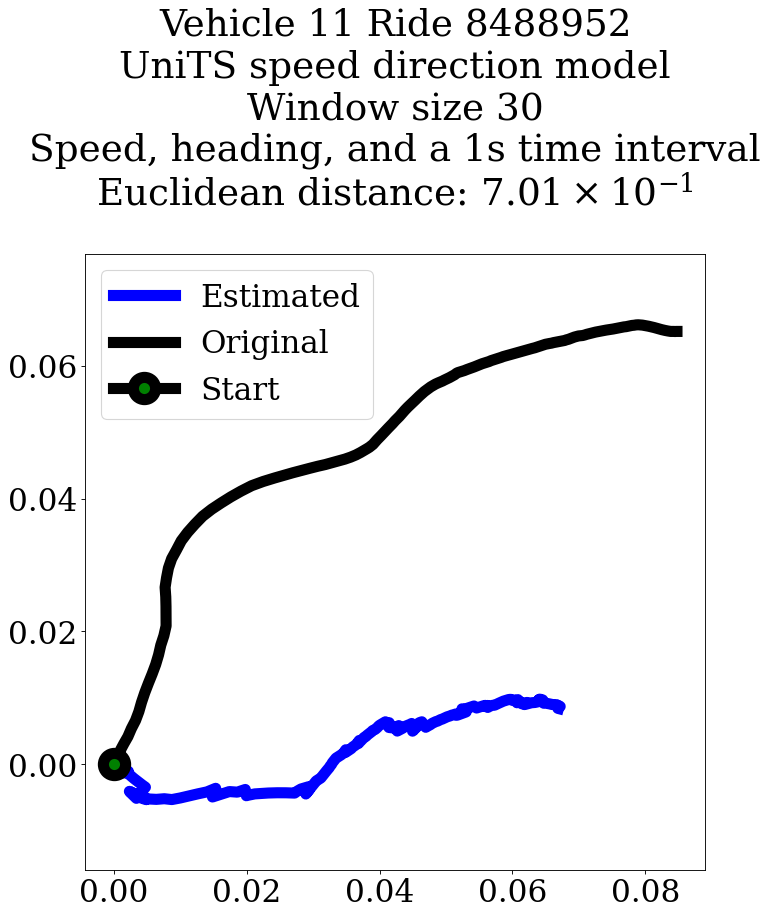 Vehicle 11 Ride 8488952
UniTS speed direction model
Window size 30
Speed, heading, and a 1s time interval
Euclidean distance: $7.01 \times 10^{-1}$
Estimated
Original
Start
0.06
0.04
0.02
0.00
0.00 0.02 0.04 0.06 0.08